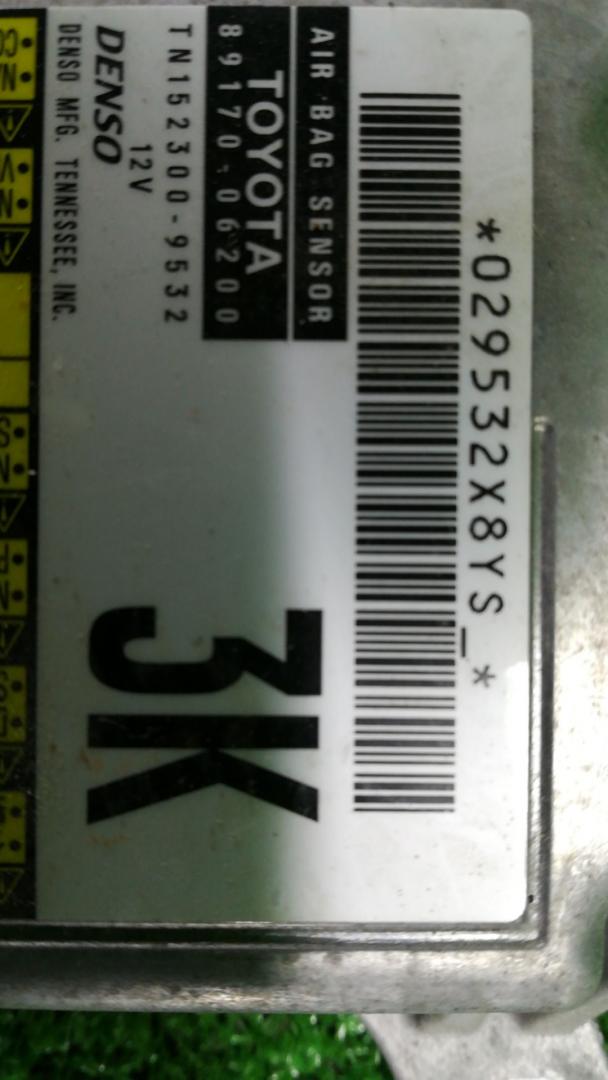 *029532X8YS_*
AIR BAG SENSOR
TOYOTA
89170-06200
TN152300-9532
12V
DENSO
DENSO MFG. TENNESSEE, INC.
3K